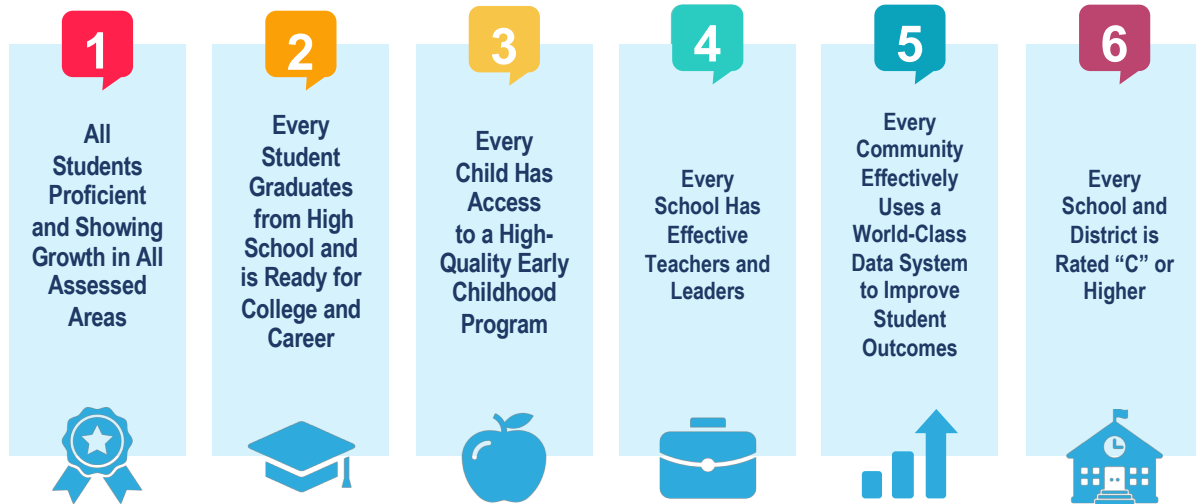 1
All
Students
Proficient
and Showing
Growth in All
Assessed
Areas
2
Every
Student
Graduates
from High
School and
is Ready for
College and
Career
3
Every
Child Has
Access
to a High-
Quality Early
Childhood
Program
4
Every
School Has
Effective
Teachers and
Leaders
5
Every
Community
Effectively
Uses a
World-Class
Data System
to Improve
Student
Outcomes
6
Every
School and
District is
Rated “C” or
Higher